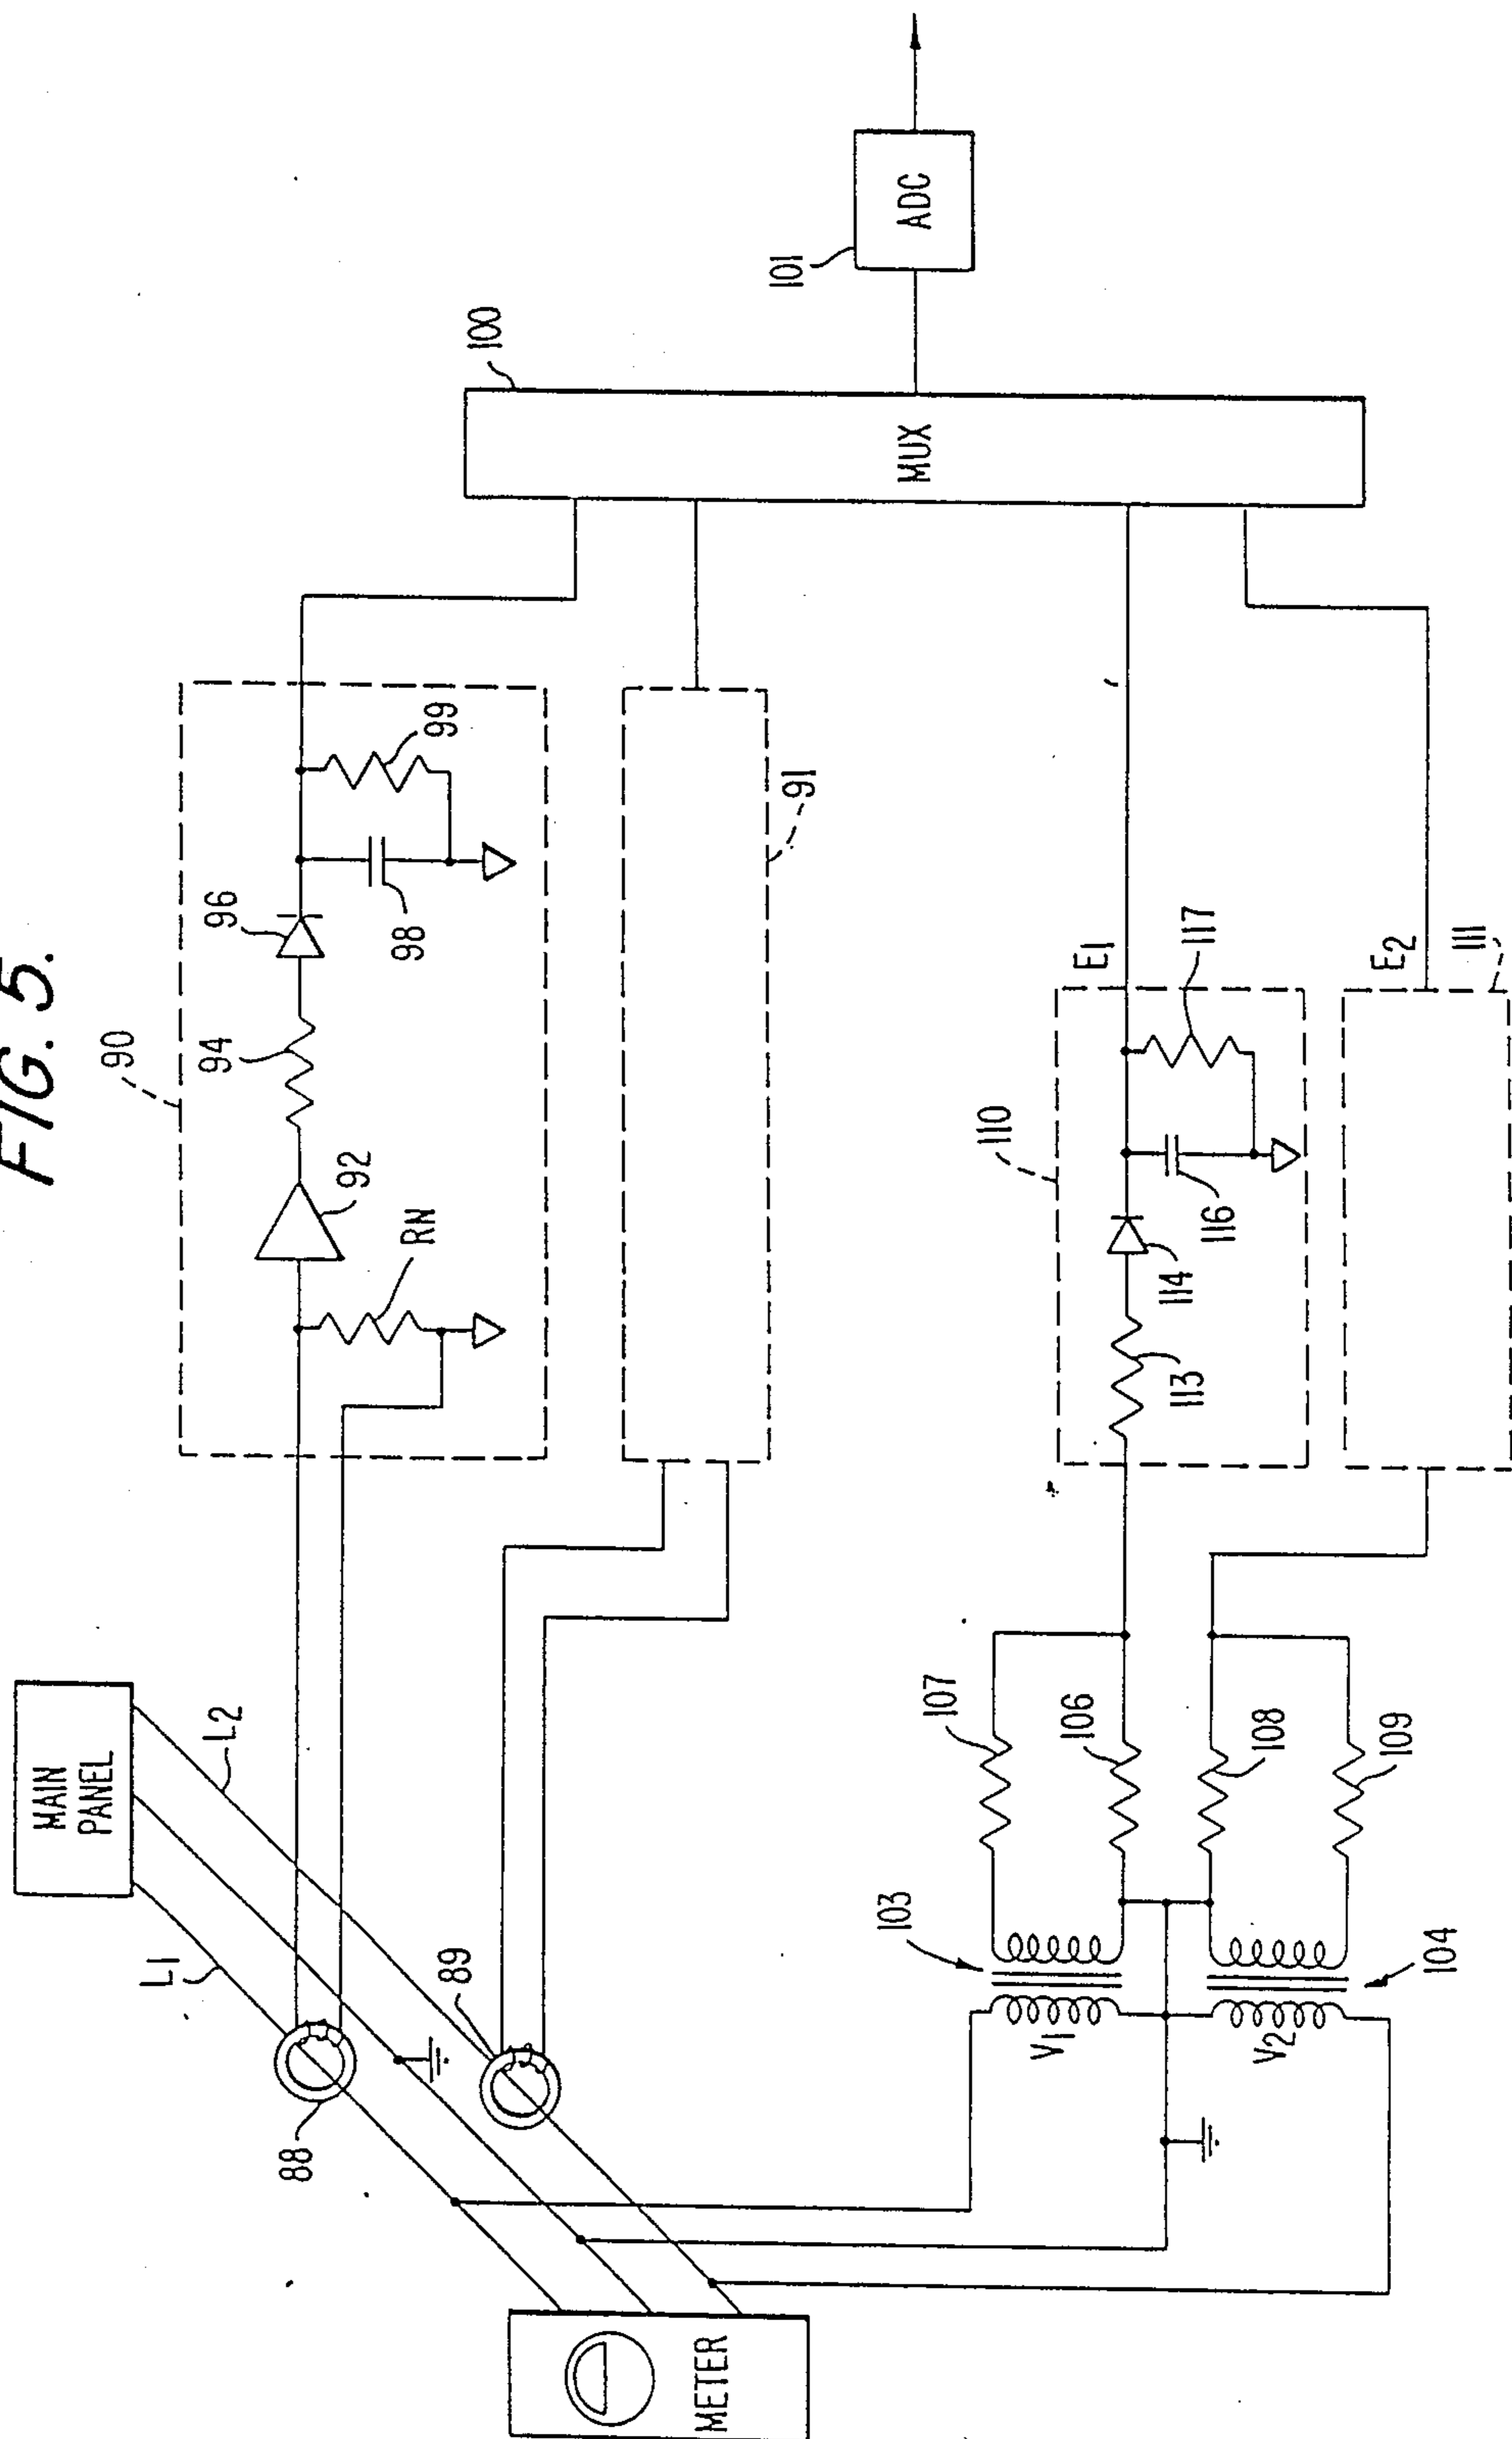 FIG. 5.
MAIN
PANEL
L1
L2
88
89
METER
90
RN
92
94
96
98
99
91
100
MUX
101
ADC
103
104
V1
V2
107
106
108
109
110
113
114
116
117
E1
E2
111